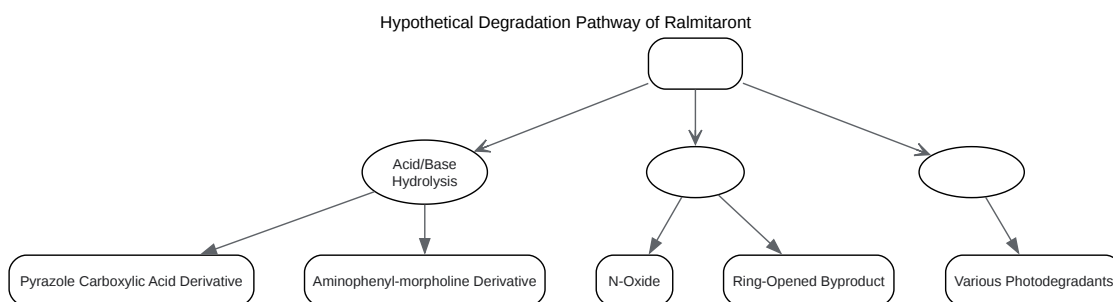 Hypothetical Degradation Pathway of Ralmitaront
Acid/Base
Hydrolysis
Pyrazole Carboxylic Acid Derivative
Aminophenyl-morpholine Derivative
N-Oxide
Ring-Opened Byproduct
Various Photodegradants